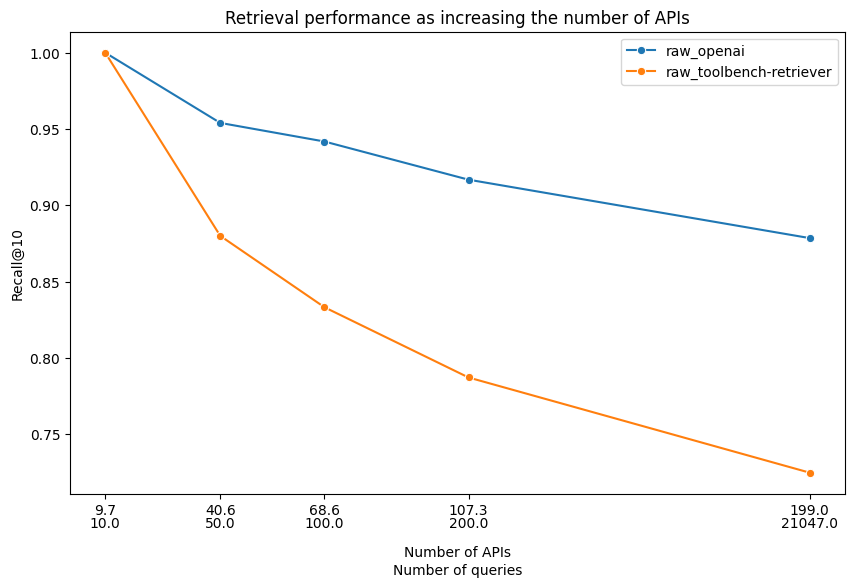 Retrieval performance as increasing the number of APIs
raw_openai
raw_toolbench-retriever
1.00
0.95
0.90
0.85
0.80
0.75
Recall@10
9.7 40.6 68.6 107.3 199.0
10.0 50.0 100.0 200.0 21047.0
Number of APIs
Number of queries